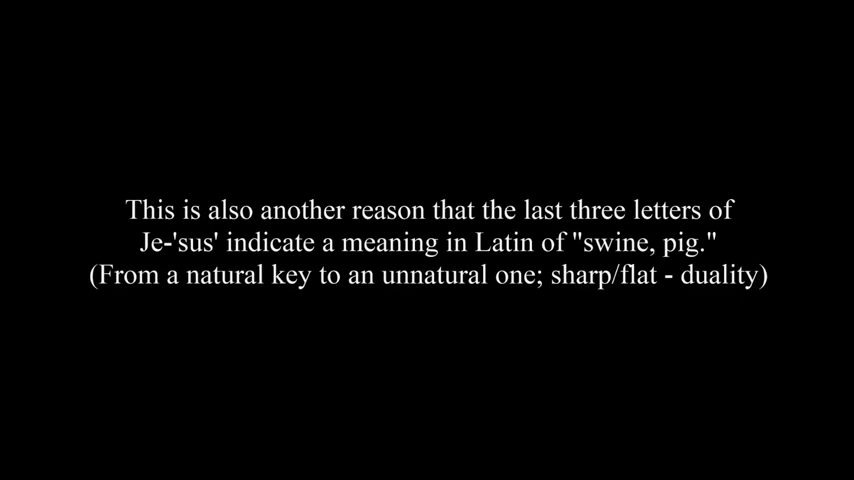 This is also another reason that the last three letters of
Je-'sus' indicate a meaning in Latin of "swine, pig."
(From a natural key to an unnatural one; sharp/flat - duality)